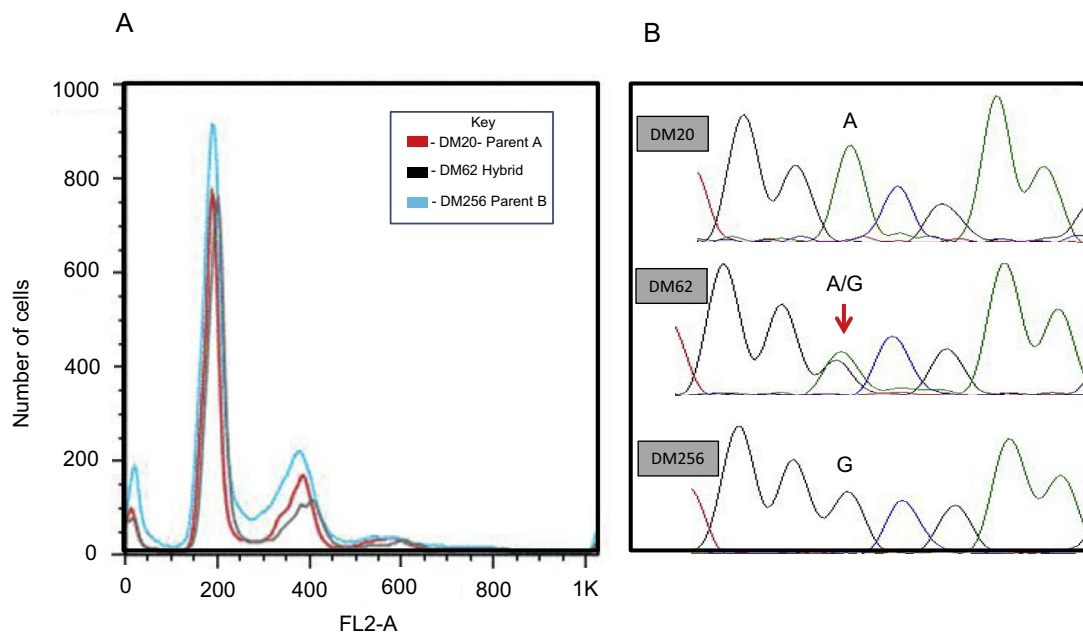 A
B
1000
800
600
400
200
0
Number of cells
0
200
400
600
800
1K
FL2-A
Key
- DM20- Parent A
- DM62 Hybrid
- DM256 Parent B
DM20
A
DM62
A/G
DM256
G